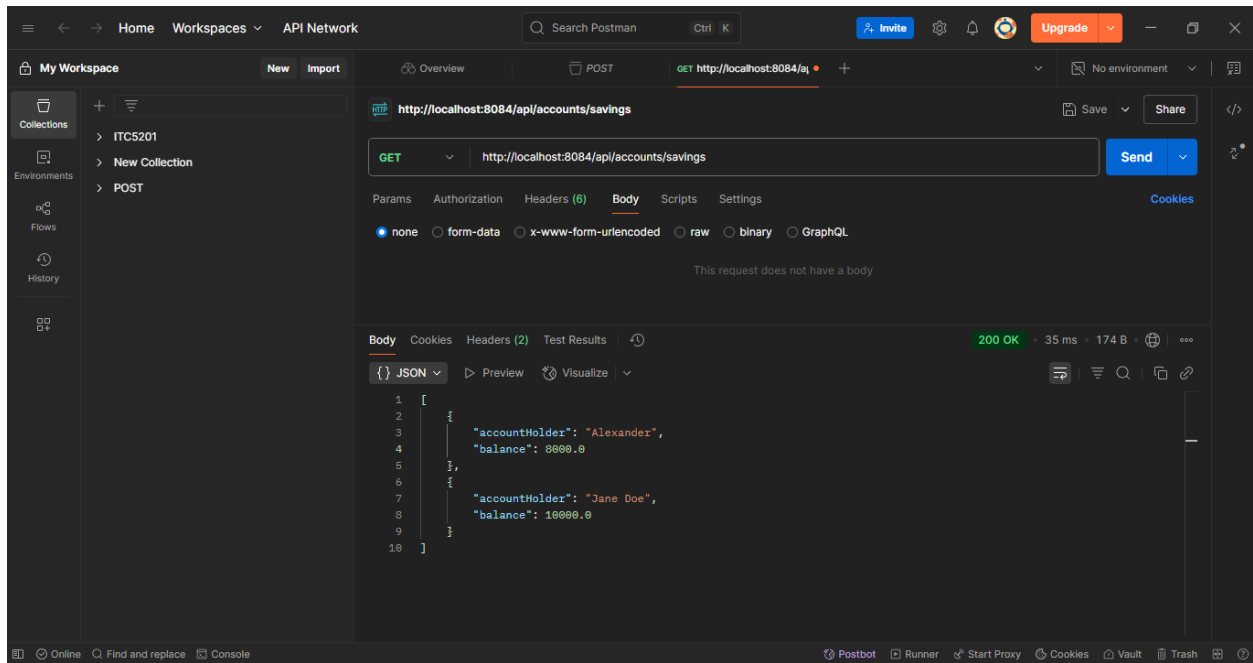 Home Workspaces API Network Search Postman Ctrl K Invite Upgrade
My Workspace New Import Overview POST GET http://localhost:8084/a No environment
Collections
Environments
Flows
History
ITC5201
New Collection
POST
HTTP http://localhost:8084/api/accounts/savings Save Share
GET http://localhost:8084/api/accounts/savings Send
Params Authorization Headers (6) Body Scripts Settings Cookies
none form-data x-www-form-urlencoded raw binary GraphQL
This request does not have a body
Body Cookies Headers (2) Test Results 200 OK 35 ms 174 B
{} JSON Preview Visualize
1 [
2 {
3 "accountHolder": "Alexander",
4 "balance": 8000.0
5 },
6 {
7 "accountHolder": "Jane Doe",
8 "balance": 10000.0
9 }
10 ]
Online Find and replace Console Postbot Runner Start Proxy Cookies Vault Trash